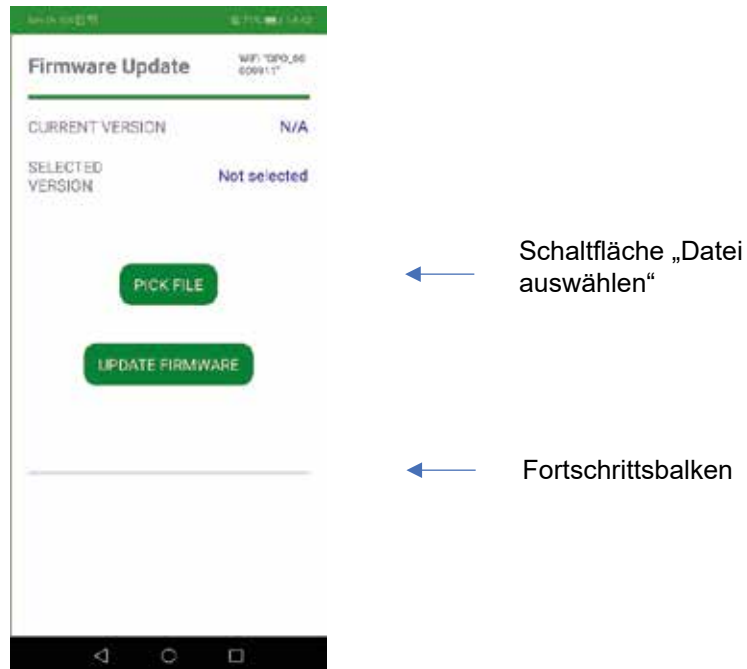 Firmware Update
CURRENT VERSION N/A
SELECTED
VERSION
Not selected
Schaltfläche „Datei
auswählen“
PICK FILE
UPDATE FIRMWARE
Fortschrittsbalken